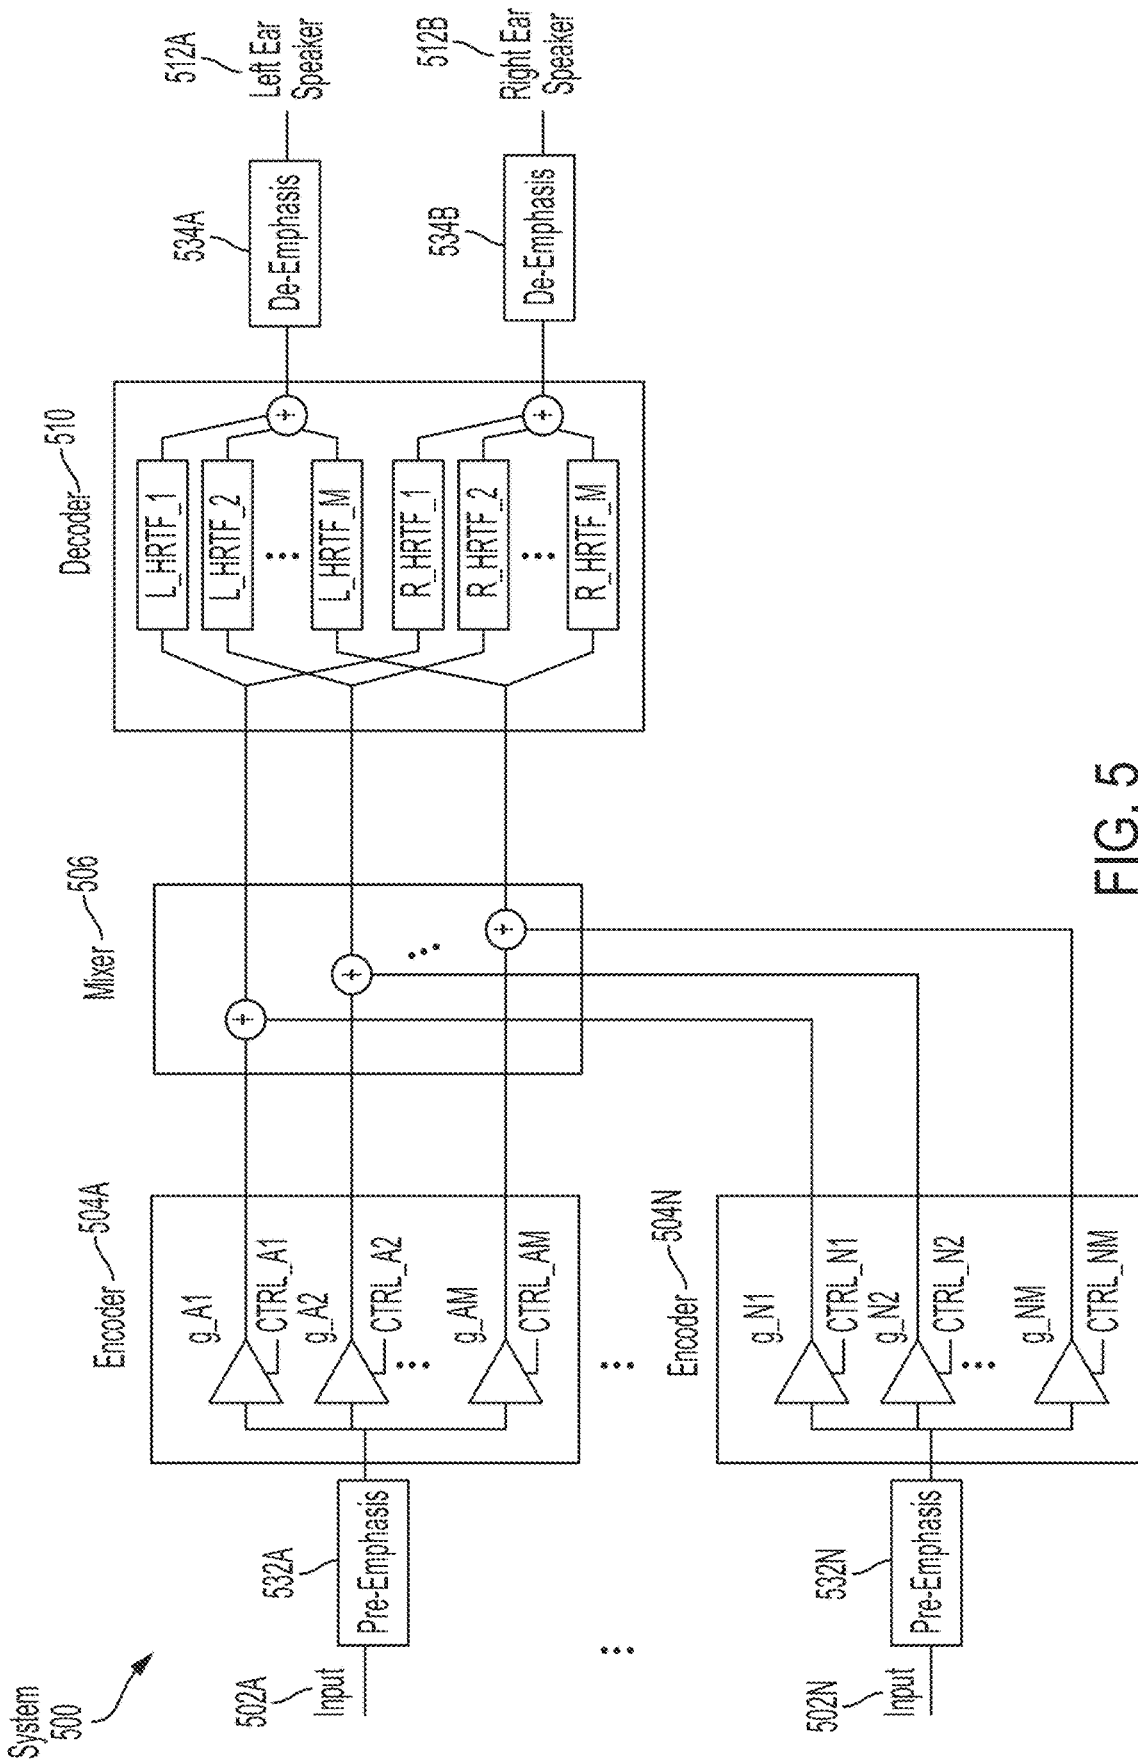 System
500
502A
Input
532A
Pre-Emphasis
Encoder 504A
g_A1
CTRL_A1
g_A2
CTRL_A2
g_AM
CTRL_AM
502N
Input
532N
Pre-Emphasis
Encoder 504N
g_N1
CTRL_N1
g_N2
CTRL_N2
g_NM
CTRL_NM
Mixer 506
+
+
+
Decoder 510
L_HRTF_1
L_HRTF_2
L_HRTF_M
R_HRTF_1
R_HRTF_2
R_HRTF_M
+
+
534A
De-Emphasis
534B
De-Emphasis
512A
Left Ear
Speaker
512B
Right Ear
Speaker
FIG. 5